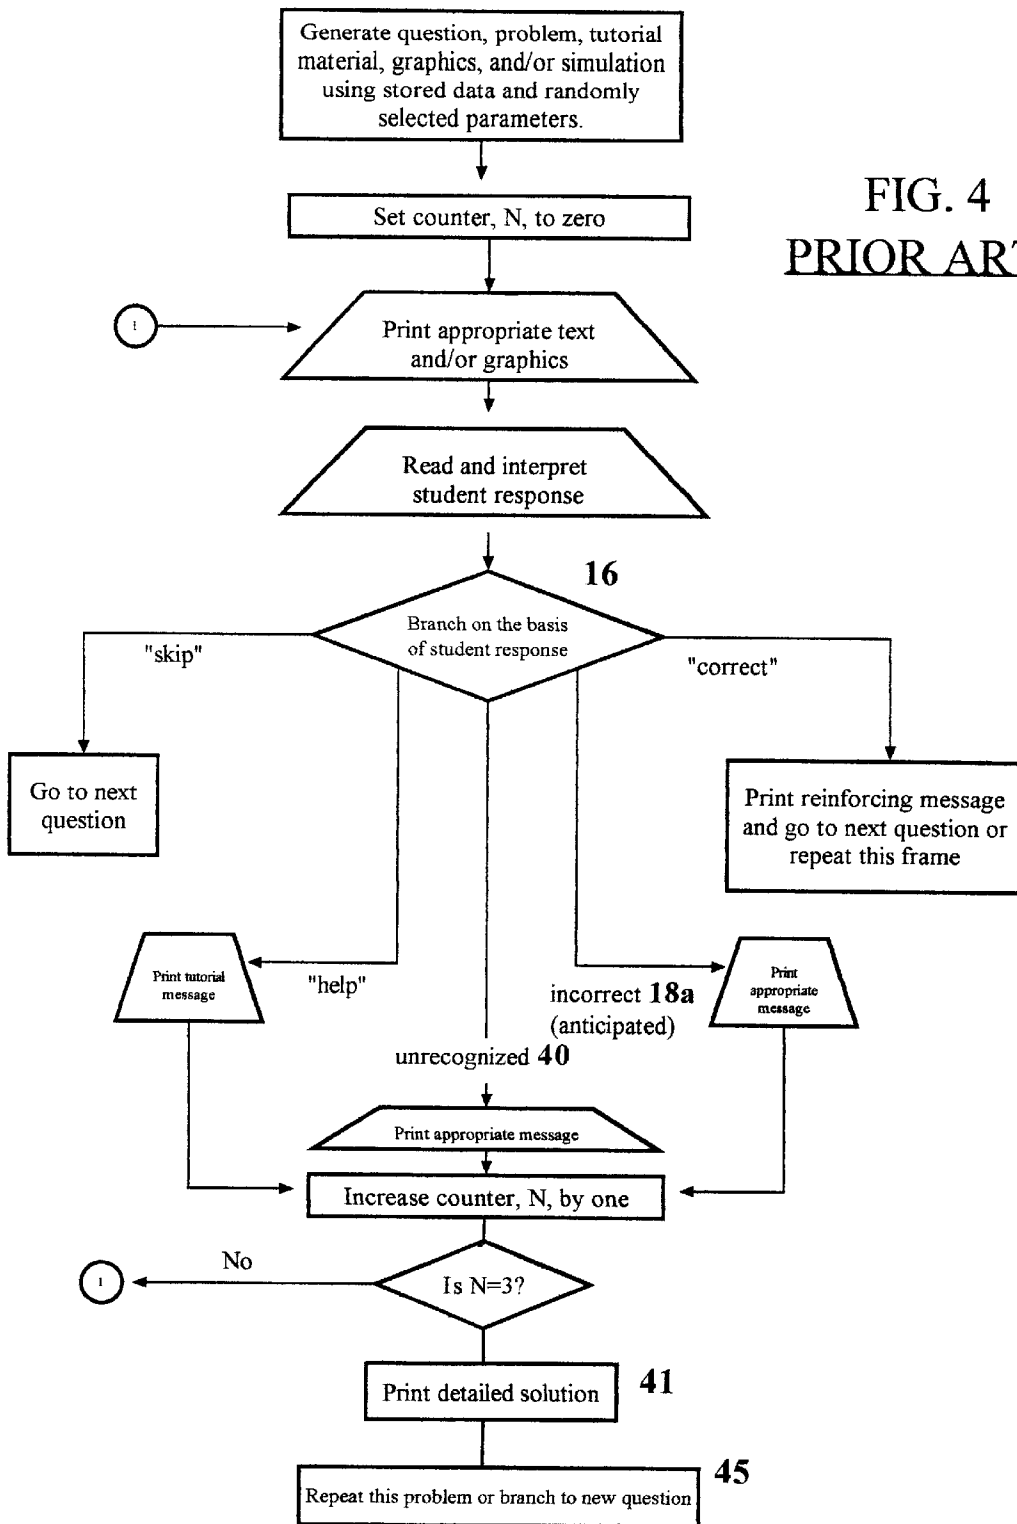 Generate question, problem, tutorial
material, graphics, and/or simulation
using stored data and randomly
selected parameters.
FIG. 4
PRIOR ART
Set counter, N, to zero
1
Print appropriate text
and/or graphics
Read and interpret
student response
16
Branch on the basis
of student response
"skip"
"correct"
Go to next
question
Print reinforcing message
and go to next question or
repeat this frame
Print tutorial
message
"help"
incorrect 18a
(anticipated)
Print
appropriate
message
unrecognized 40
Print appropriate message
Increase counter, N, by one
No
1
Is N=3?
Print detailed solution
41
45
Repeat this problem or branch to new question